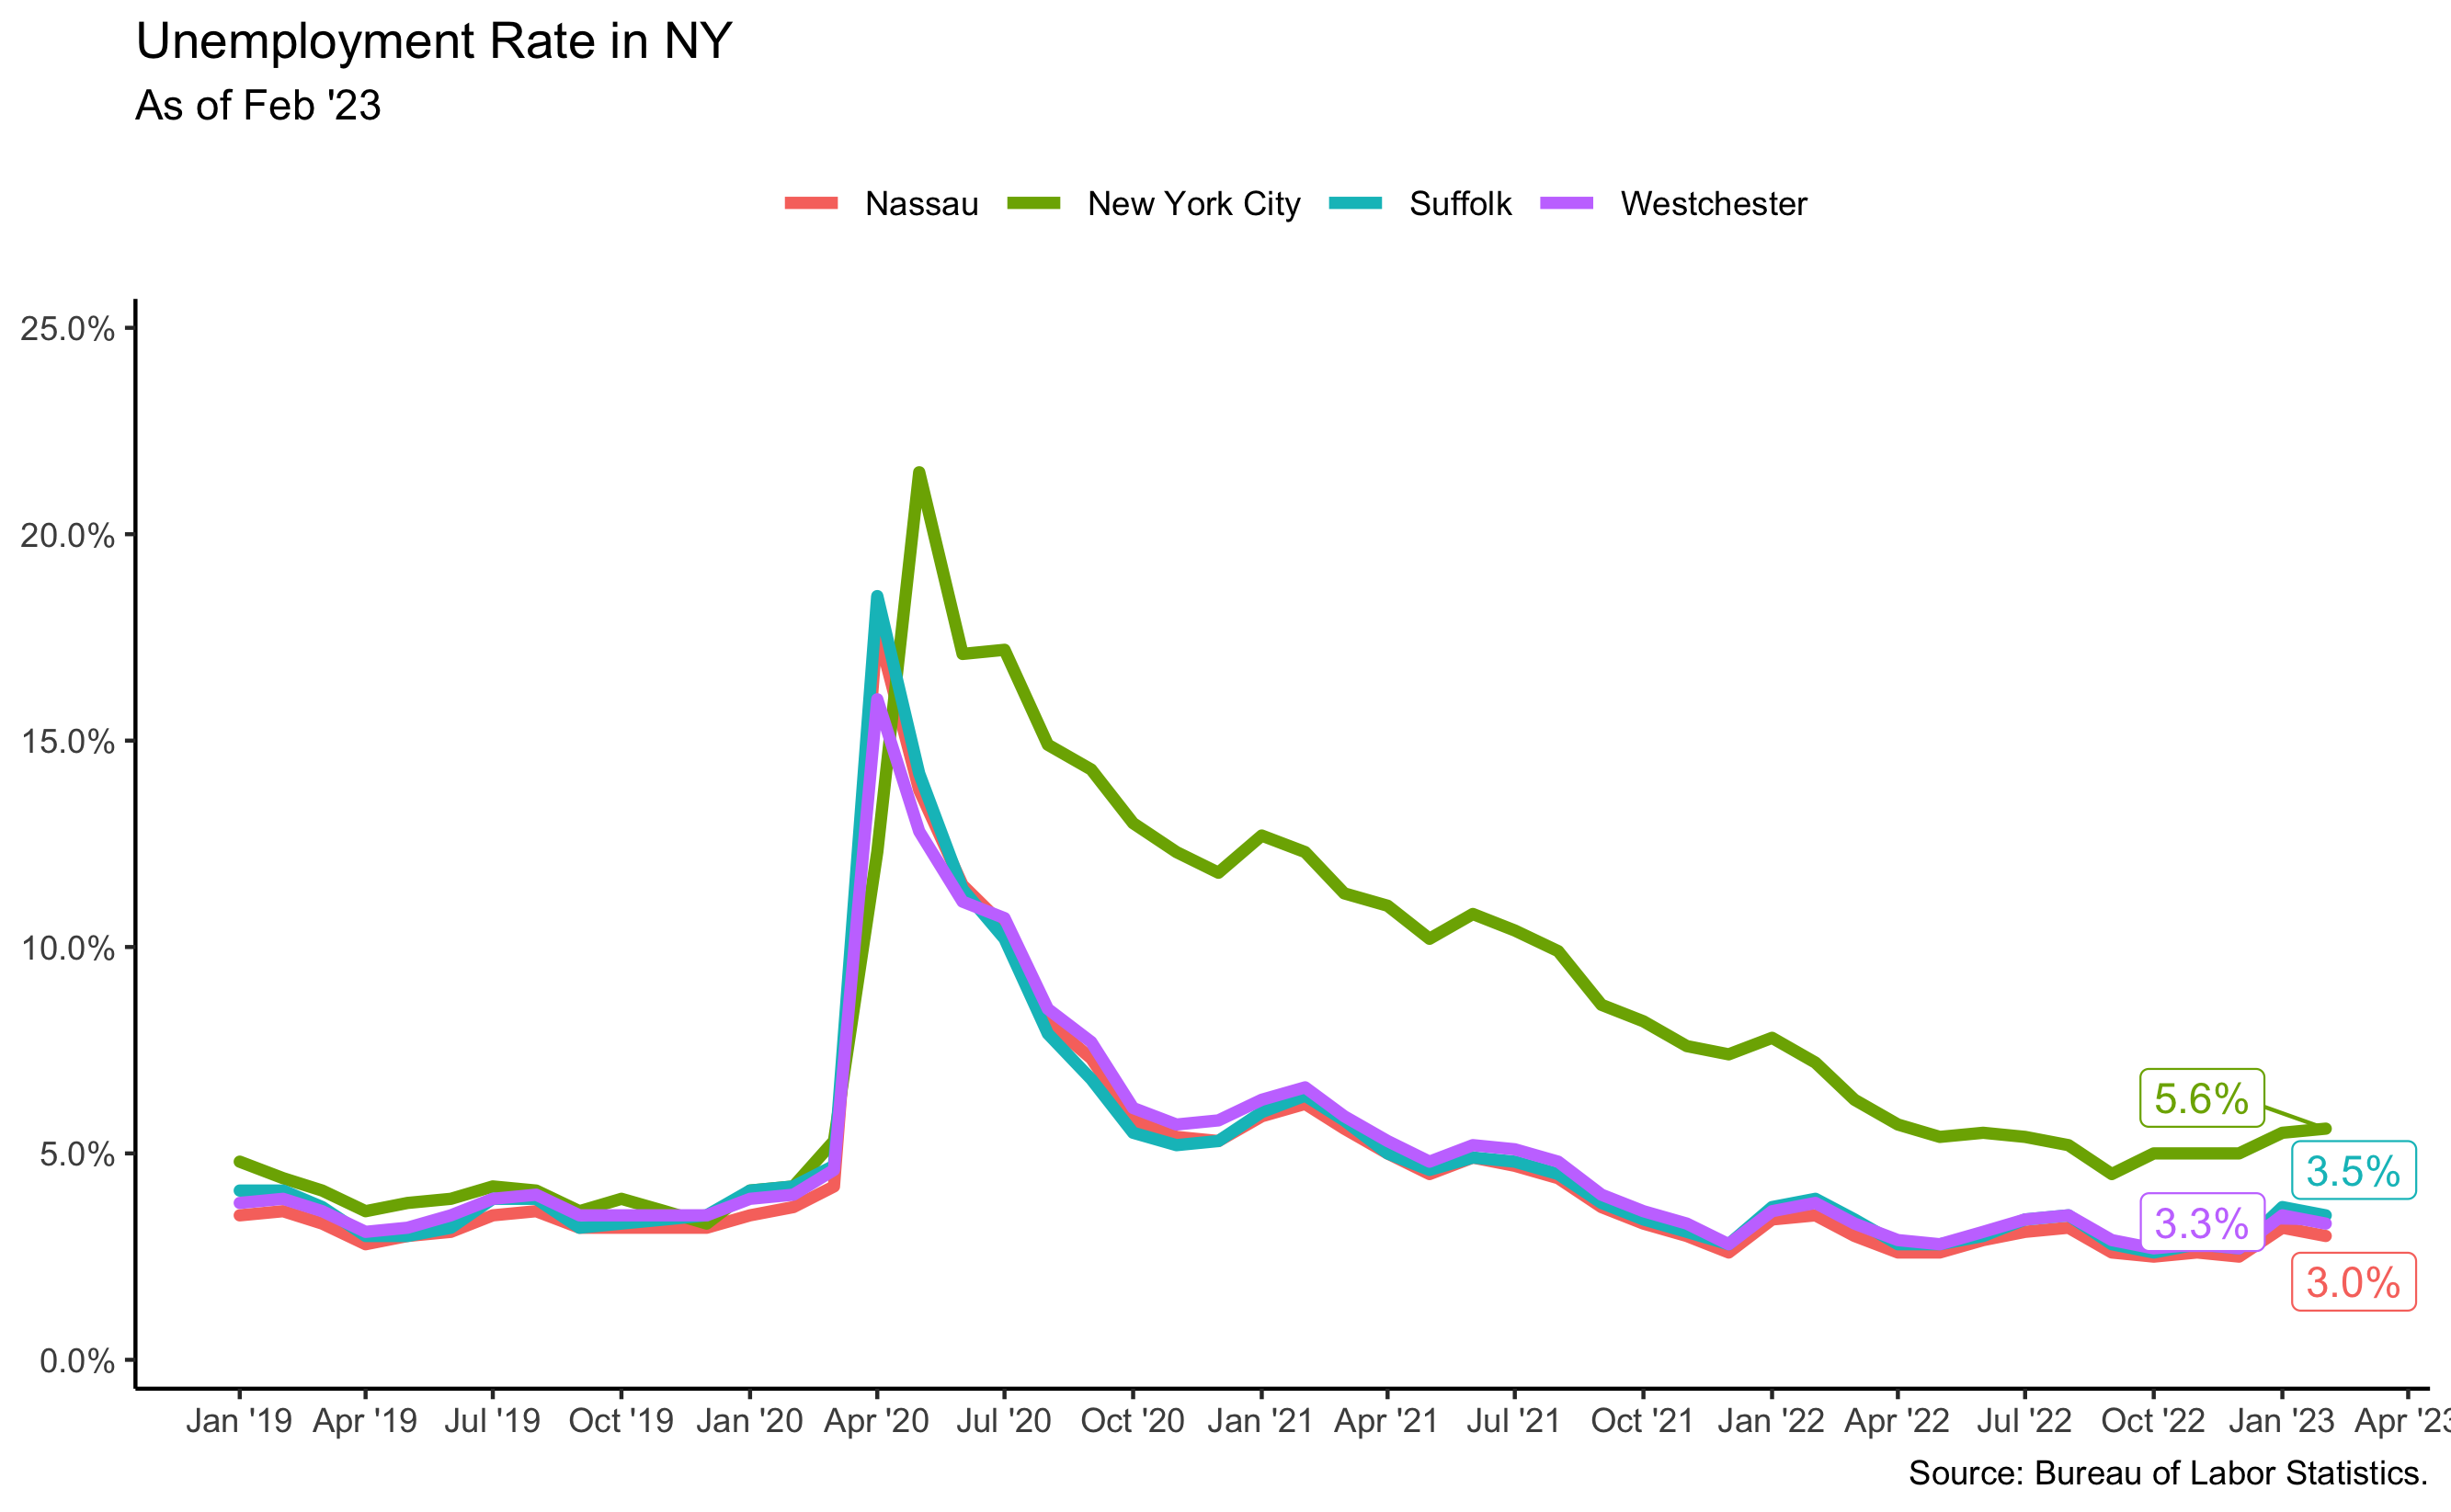 Unemployment Rate in NY
As of Feb '23
Nassau New York City Suffolk Westchester
25.0%
20.0%
15.0%
10.0%
5.0%
0.0%
5.6%
3.5%
3.3%
3.0%
Jan '19 Apr '19 Jul '19 Oct '19 Jan '20 Apr '20 Jul '20 Oct '20 Jan '21 Apr '21 Jul '21 Oct '21 Jan '22 Apr '22 Jul '22 Oct '22 Jan '23 Apr '23
Source: Bureau of Labor Statistics.